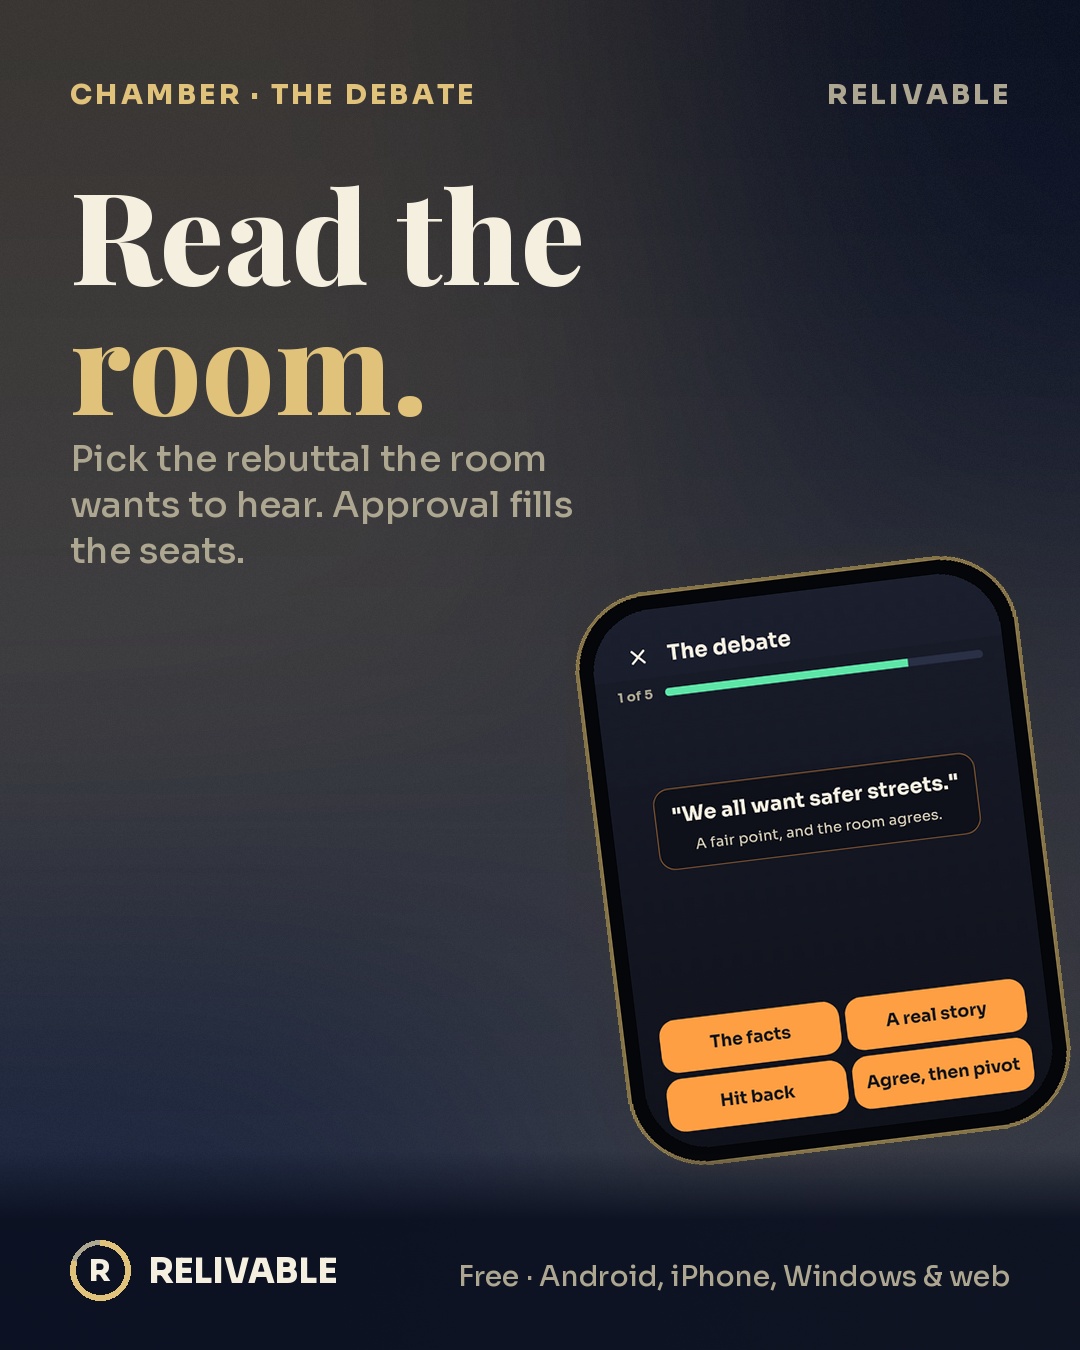 CHAMBER · THE DEBATE
RELIVABLE
Read the
room.
Pick the rebuttal the room
wants to hear. Approval fills
the seats.
The debate
1 of 5
"We all want safer streets."
A fair point, and the room agrees.
The facts
A real story
Hit back
Agree, then pivot
R
RELIVABLE
Free · Android, iPhone, Windows & web